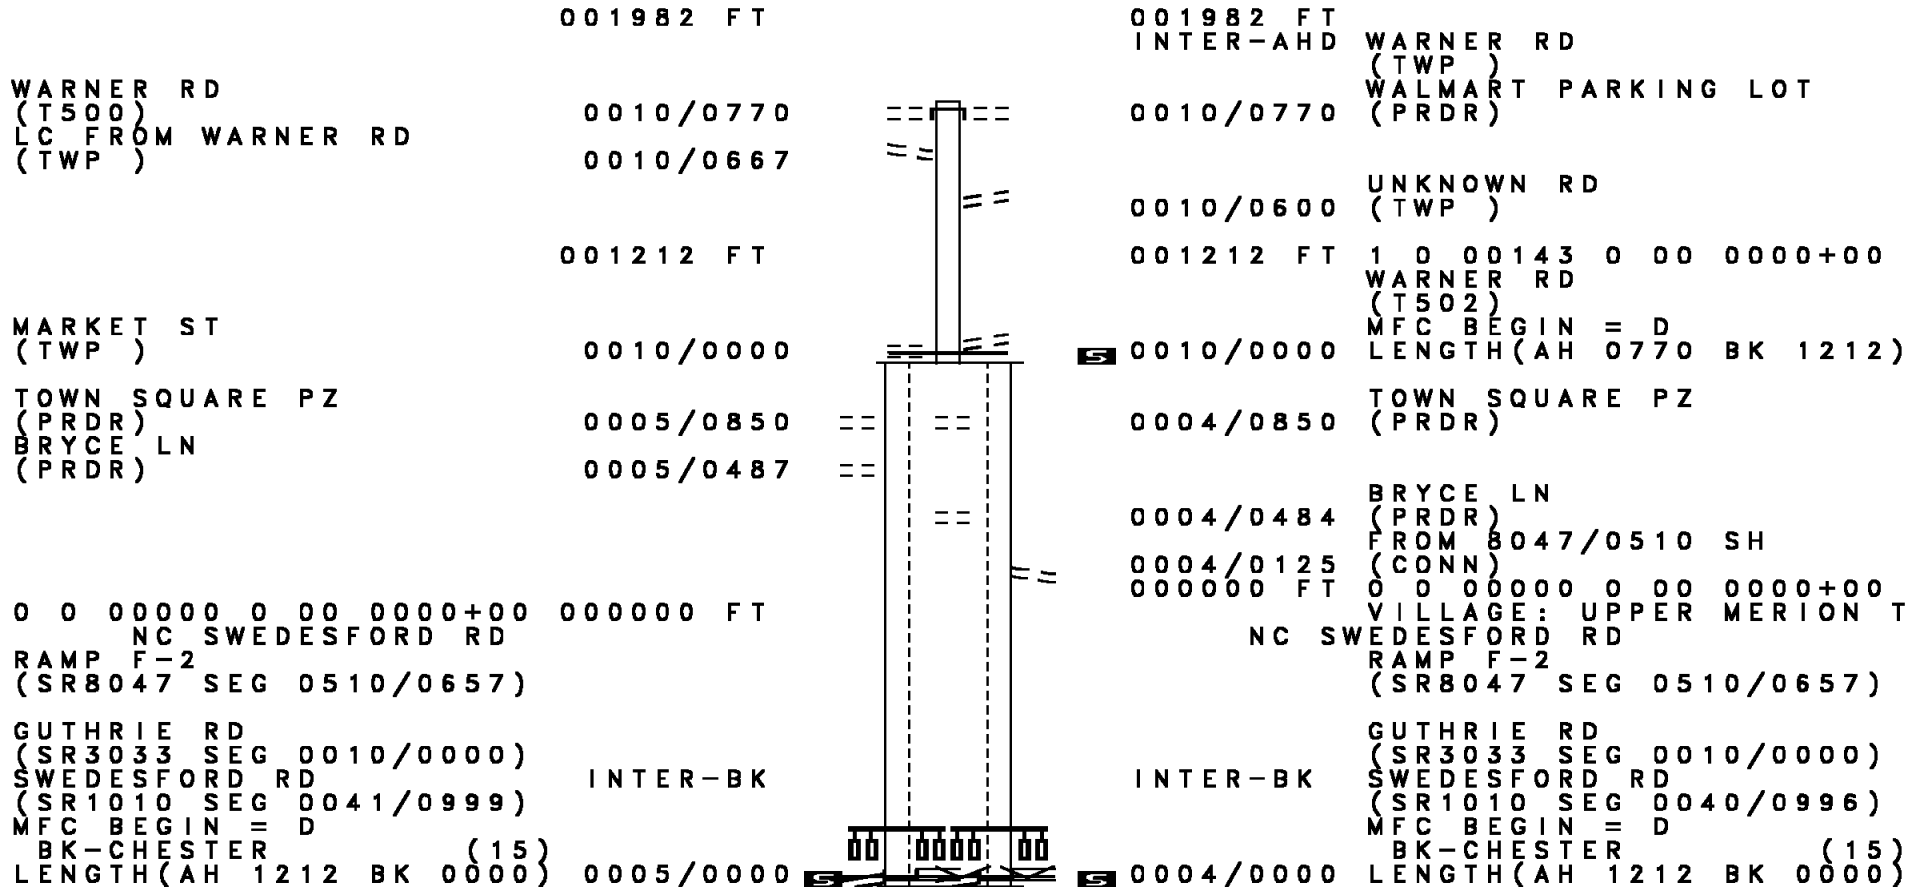 001982 FT 001982 FT
INTER-AHD WARNER RD
(TWP )
WARNER RD WALMART PARKING LOT
(T500) 0010/0770 0010/0770 (PRDR)
LC FROM WARNER RD
(TWP ) 0010/0667
UNKNOWN RD
0010/0600 (TWP )
001212 FT 001212 FT 1 0 00143 0 00 0000+00
WARNER RD
(T502)
MARKET ST MFC BEGIN = D
(TWP ) 0010/0000 S 0010/0000 LENGTH(AH 0770 BK 1212)
TOWN SQUARE PZ TOWN SQUARE PZ
(PRDR) 0005/0850 0004/0850 (PRDR)
BRYCE LN
(PRDR) 0005/0487
BRYCE LN
0004/0484 (PRDR)
FROM 8047/0510 SH
0004/0125 (CONN)
000000 FT 0 0 00000 0 00 0000+00
0 0 00000 0 00 0000+00 000000 FT VILLAGE: UPPER MERION T
NC SWEDESFORD RD NC SWEDESFORD RD
RAMP F-2 RAMP F-2
(SR8047 SEG 0510/0657) (SR8047 SEG 0510/0657)
GUTHRIE RD GUTHRIE RD
(SR3033 SEG 0010/0000) (SR3033 SEG 0010/0000)
SWEDESFORD RD INTER-BK INTER-BK SWEDESFORD RD
(SR1010 SEG 0041/0999) (SR1010 SEG 0040/0996)
MFC BEGIN = D MFC BEGIN = D
BK-CHESTER (15) BK-CHESTER (15)
LENGTH(AH 1212 BK 0000) 0005/0000 S S 0004/0000 LENGTH(AH 1212 BK 0000)